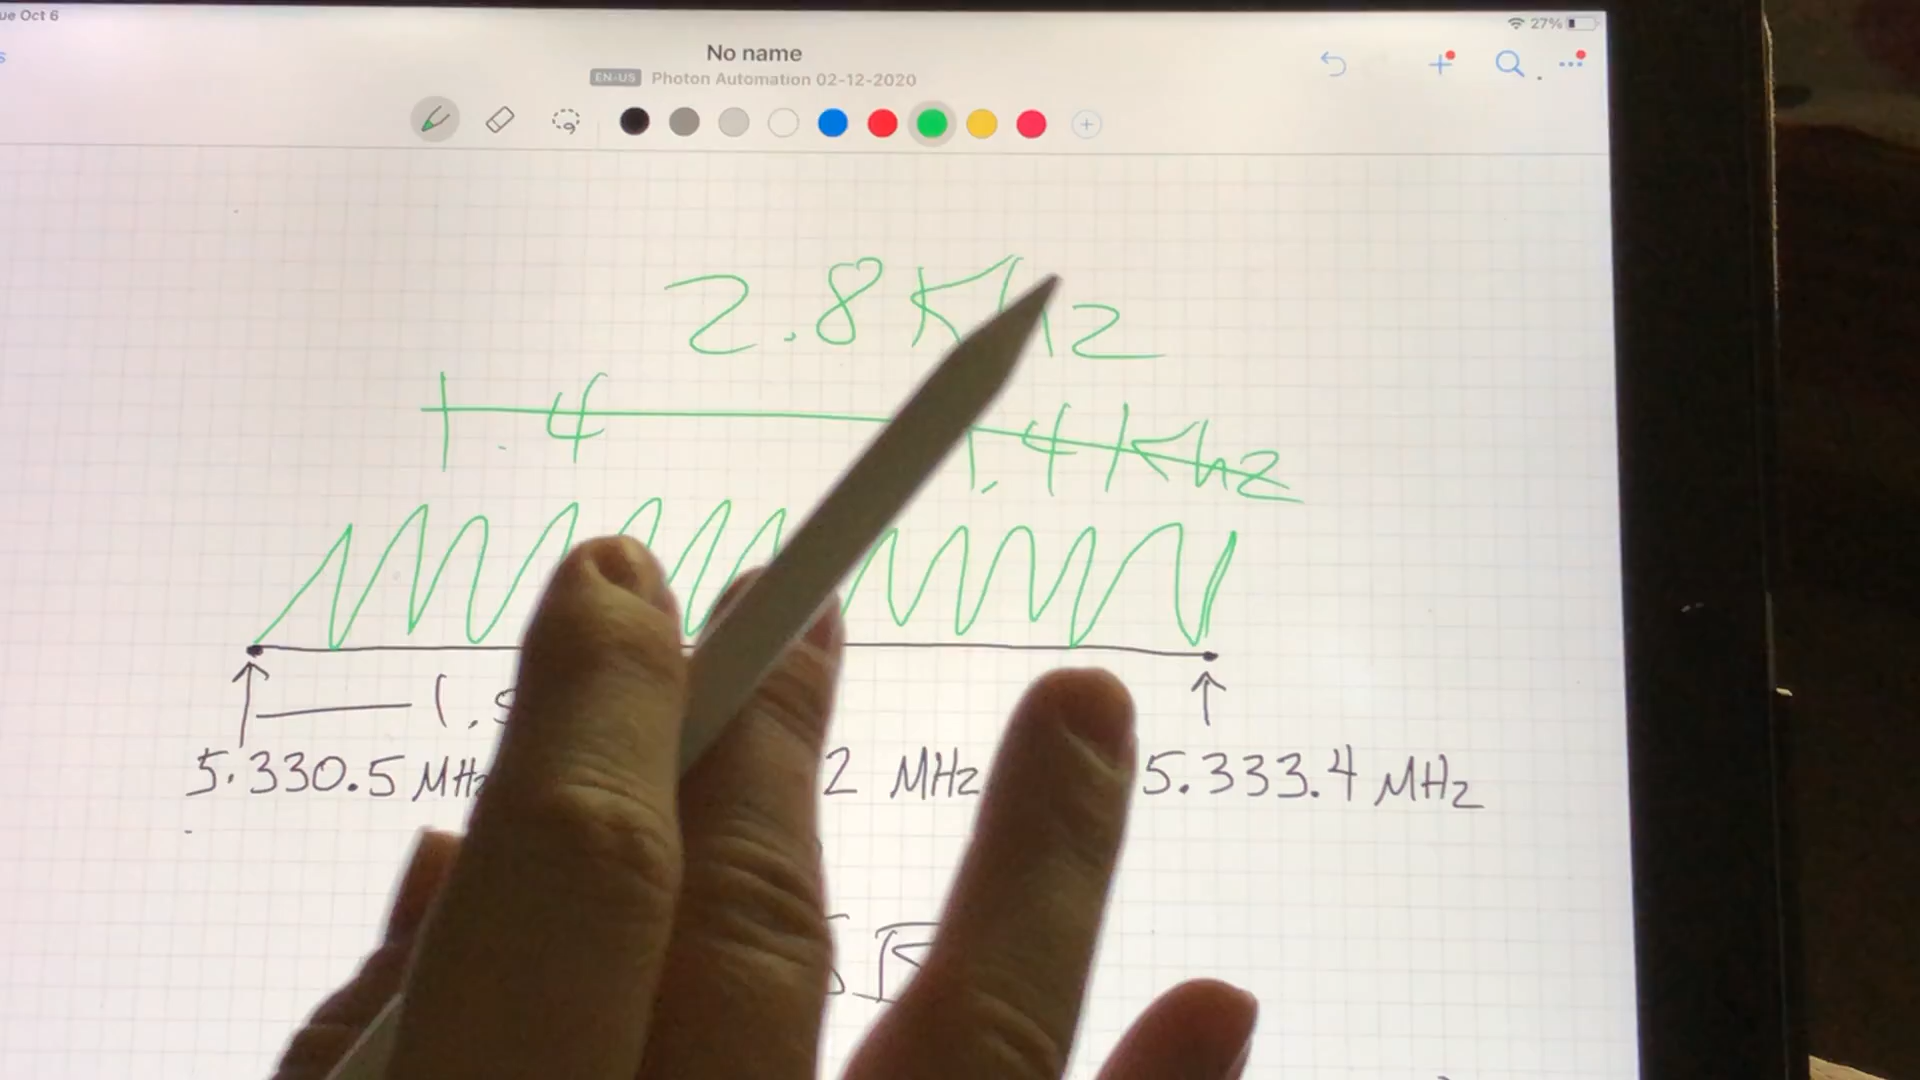 ue Oct 6
27%
No name
EN-US Photon Automation 02-12-2020
2.8 Khz
1.4 1.4 Khz
5.330.5 MHz 2 MHz 5.333.4 MHz